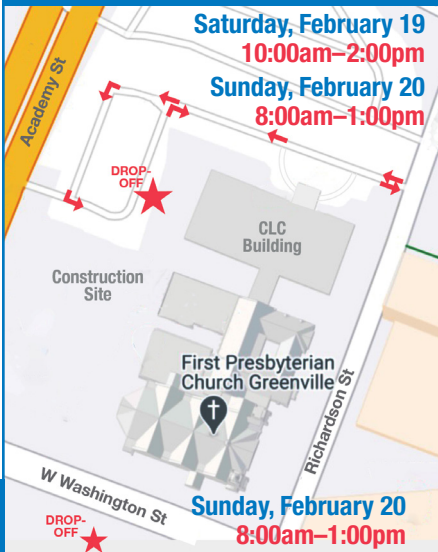 Saturday, February 19
10:00am–2:00pm
Sunday, February 20
8:00am–1:00pm
Academy St
DROP-
OFF
CLC
Building
Construction
Site
First Presbyterian
Church Greenville
Richardson St
W Washington St
Sunday, February 20
8:00am–1:00pm
DROP-
OFF